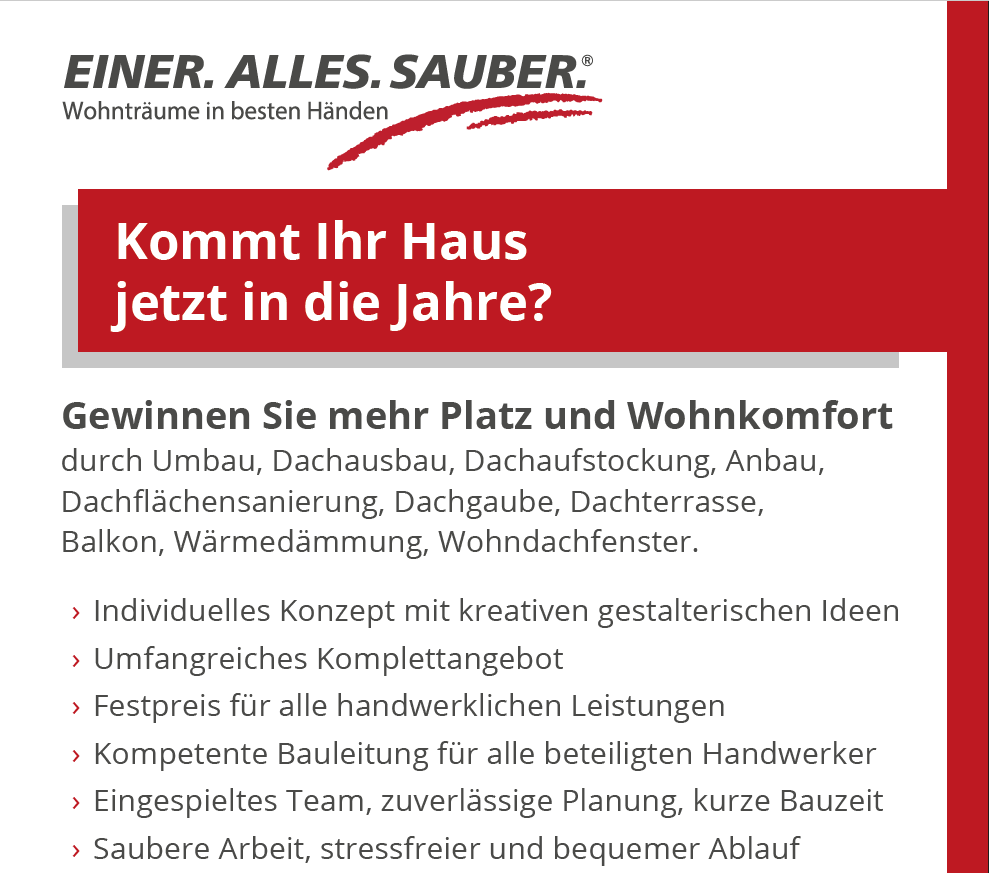 EINER. ALLES. SAUBER.®
Wohnträume in besten Händen
Kommt Ihr Haus
jetzt in die Jahre?
Gewinnen Sie mehr Platz und Wohnkomfort
durch Umbau, Dachausbau, Dachaufstockung, Anbau,
Dachflächensanierung, Dachgaube, Dachterrasse,
Balkon, Wärmedämmung, Wohndachfenster.
› Individuelles Konzept mit kreativen gestalterischen Ideen
› Umfangreiches Komplettangebot
› Festpreis für alle handwerklichen Leistungen
› Kompetente Bauleitung für alle beteiligten Handwerker
› Eingespieltes Team, zuverlässige Planung, kurze Bauzeit
› Saubere Arbeit, stressfreier und bequemer Ablauf